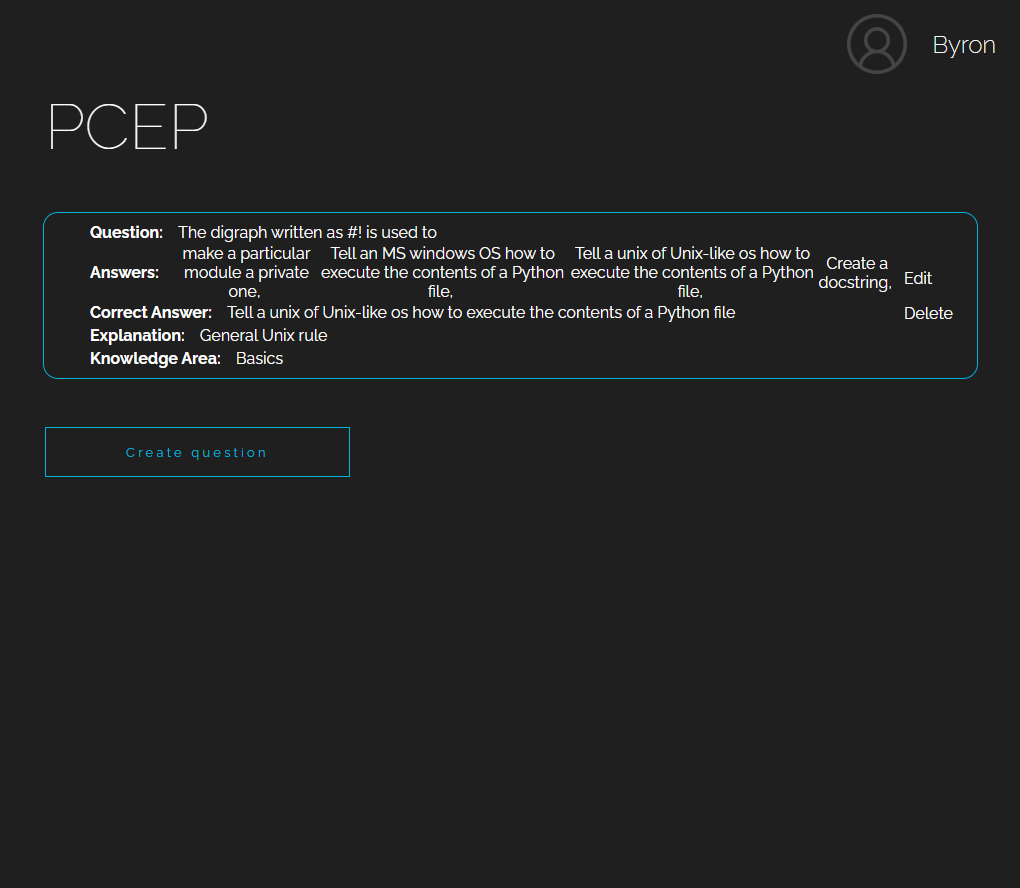 Byron
PCEP
Question: The digraph written as #! is used to
Answers:
make a particular
module a private
one,
Tell an MS windows OS how to
execute the contents of a Python
file,
Tell a unix of Unix-like os how to
execute the contents of a Python
file,
Create a
docstring,
Correct Answer: Tell a unix of Unix-like os how to execute the contents of a Python file
Explanation: General Unix rule
Knowledge Area: Basics
Edit
Delete
Create question